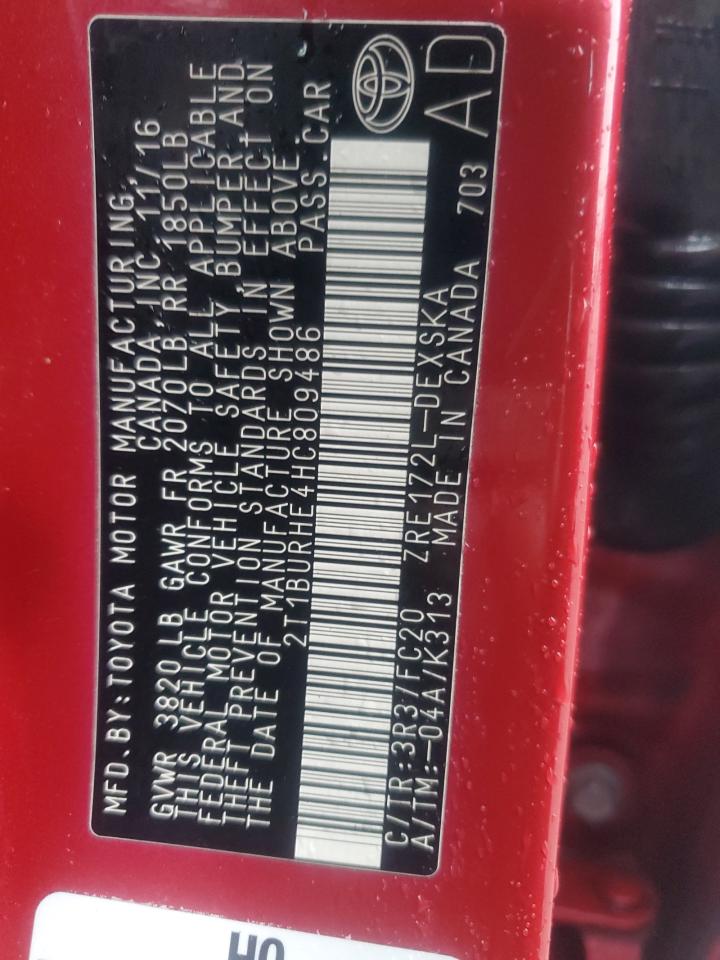 MFD.BY:TOYOTA MOTOR MANUFACTURING,
CANADA, INC 11/16
GVWR 3820 LB GAWR FR 2070LB RR 1850LB
THIS VEHICLE CONFORMS TO ALL APPLICABLE
FEDERAL MOTOR VEHICLE SAFETY,BUMPER,AND
THEFT PREVENTION STANDARDS IN EFFECT ON
THE DATE OF MANUFACTURE SHOWN ABOVE.
2T1BURHE4HC809486 PASS.CAR
C/TR:3R3/FC20 ZRE172L-DEXSKA
A/TM:-04A/K313 MADE IN CANADA 703
AD